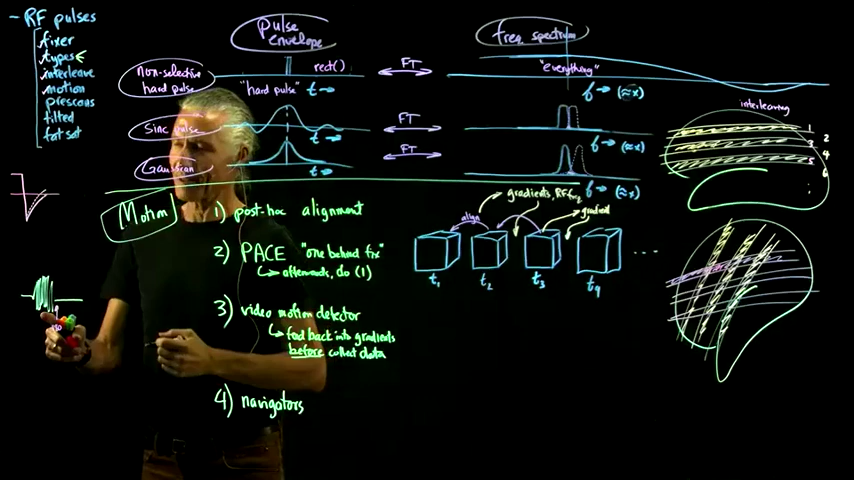 - RF pulses
fixer
types
interleave
motion
prescans
tilted
fat sat
pulse
envelope
freq spectrum
non-selective
hard pulse
rect()
"hard pulse"
t →
FT
"everything"
f → (≈x)
Sinc pulse
t →
FT
f → (≈x)
Gaussian
t →
FT
f → (≈x)
interleaving
1
2
3
4
5
6
Motion
1) post-hoc alignment
2) PACE "one behind fix"
afterwards, do (1)
3) video motion detector
feed back into gradients
before collect data
4) navigators
gradients, RF freq
align
gradient
t1
t2
t3
t4
...